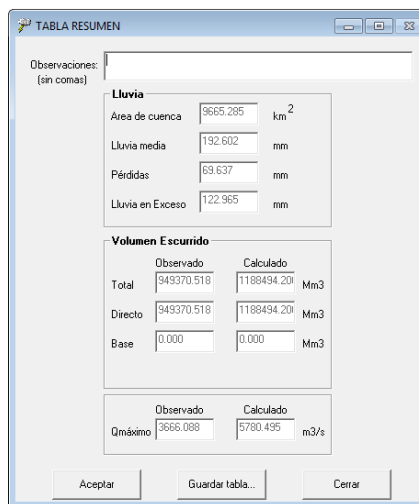 TABLA RESUMEN
Observaciones:
(sin comas)
Lluvia
Area de cuenca 9665.285 km2
Lluvia media 192.602 mm
Pérdidas 69.637 mm
Lluvia en Exceso 122.965 mm
Volumen Escurrido
Observado Calculado
Total 949370.518 1188494.20 Mm3
Directo 949370.518 1188494.20 Mm3
Base 0.000 0.000 Mm3
Observado Calculado
Qmáximo 3666.088 5780.495 m3/s
Aceptar Guardar tabla... Cerrar